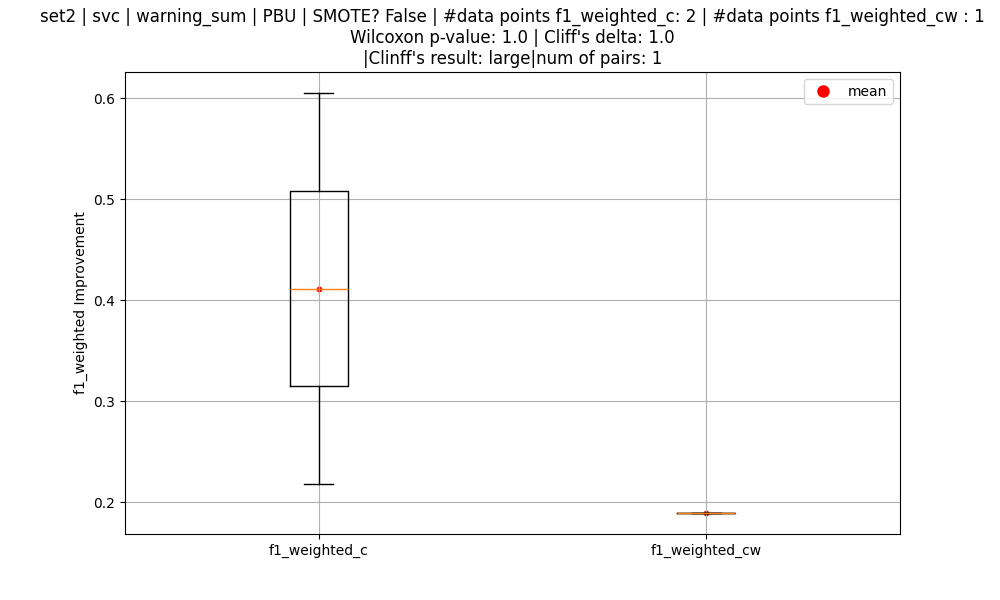 set2 | svc | warning_sum | PBU | SMOTE? False | #data points f1_weighted_c: 2 | #data points f1_weighted_cw : 1
Wilcoxon p-value: 1.0 | Cliff's delta: 1.0
|Clinff's result: large|num of pairs: 1
mean
f1_weighted Improvement
0.6
0.5
0.4
0.3
0.2
f1_weighted_c
f1_weighted_cw